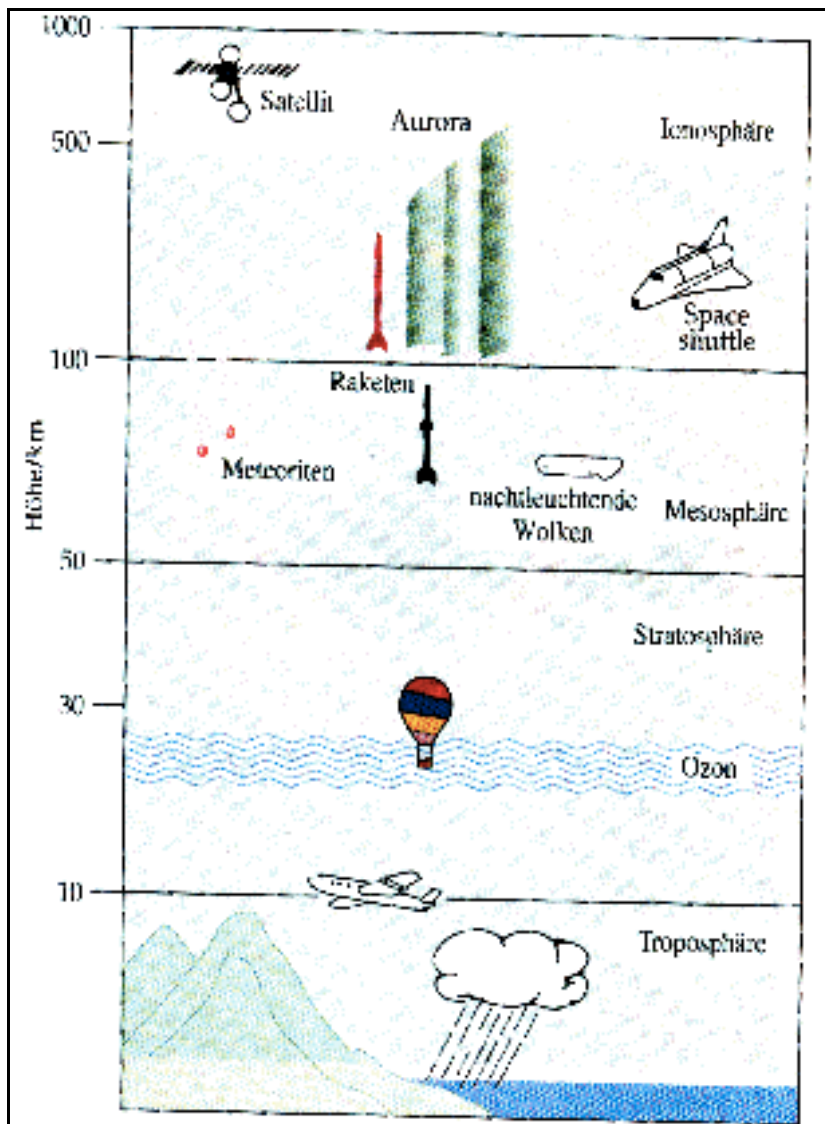 1000
Satellit
Aurora
Ionosphäre
500
Space
shuttle
100
Raketen
Meteoriten
nachtleuchtende
Wolken
Mesosphäre
Höhe/km
50
Stratosphäre
30
Ozon
10
Troposphäre